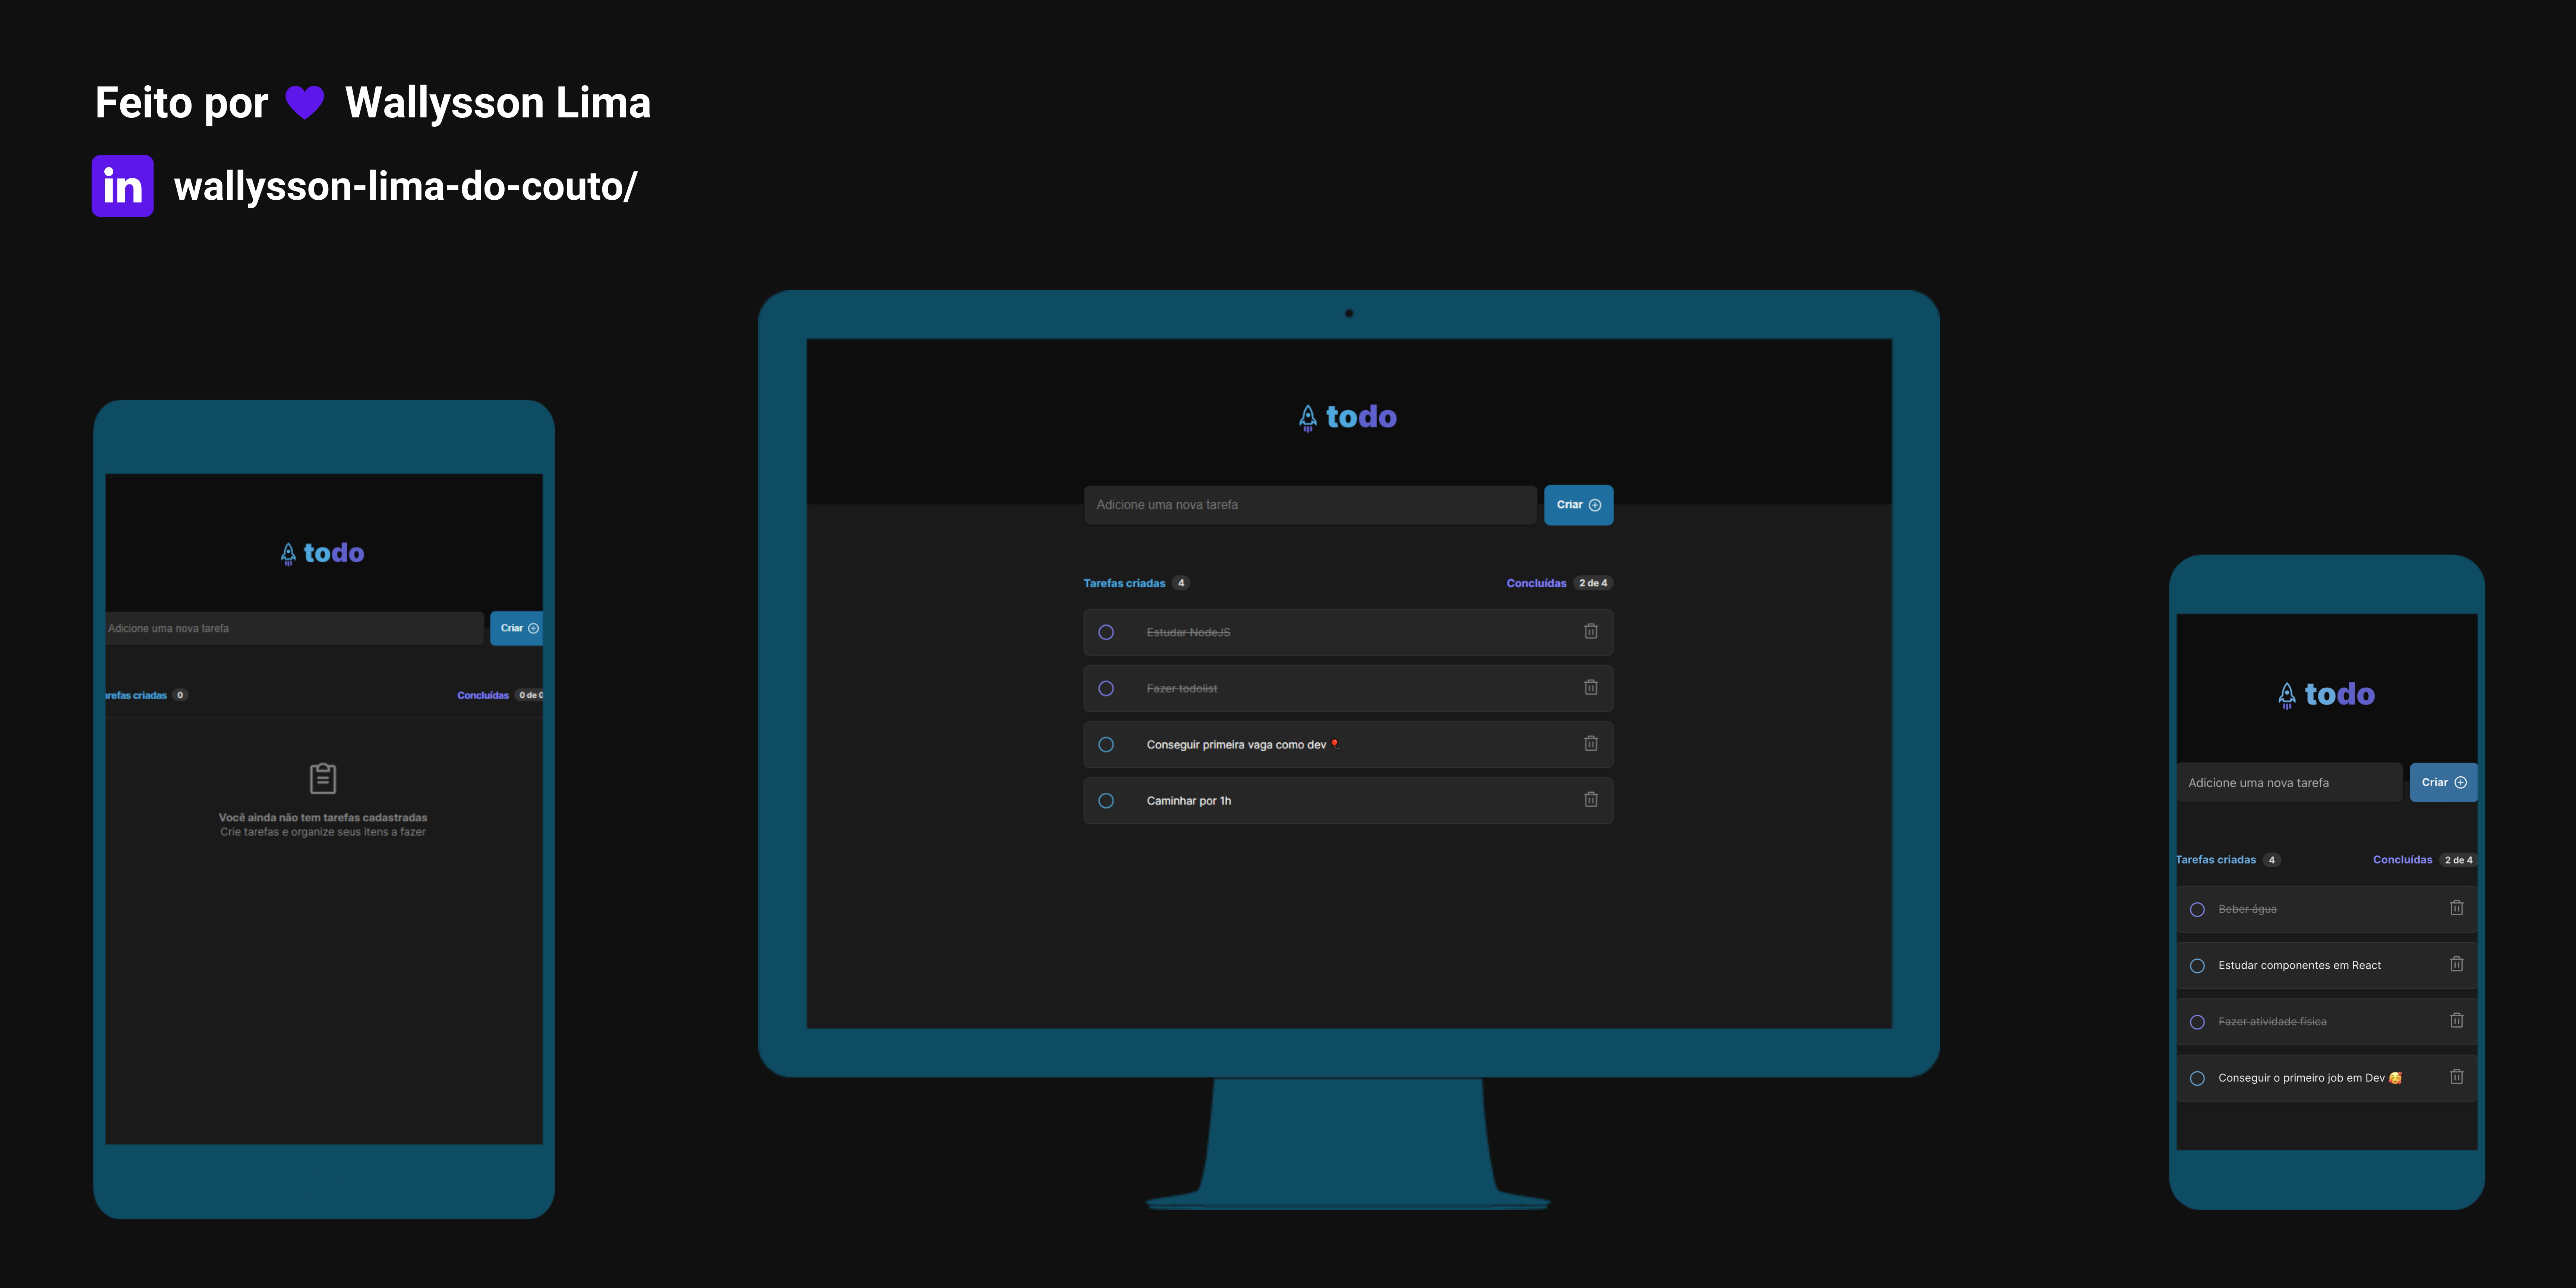 Feito por 💜 Wallysson Lima
in wallysson-lima-do-couto/
todo
Adicione uma nova tarefa Criar
arefas criadas 0 Concluídas 0 de 0
Você ainda não tem tarefas cadastradas
Crie tarefas e organize seus itens a fazer
todo
Adicione uma nova tarefa Criar
Tarefas criadas 4 Concluídas 2 de 4
Estudar NodeJS
Fazer todolist
Conseguir primeira vaga como dev 🎈
Caminhar por 1h
todo
Adicione uma nova tarefa Criar
Tarefas criadas 4 Concluídas 2 de 4
Beber água
Estudar componentes em React
Fazer atividade física
Conseguir o primeiro job em Dev 🥰